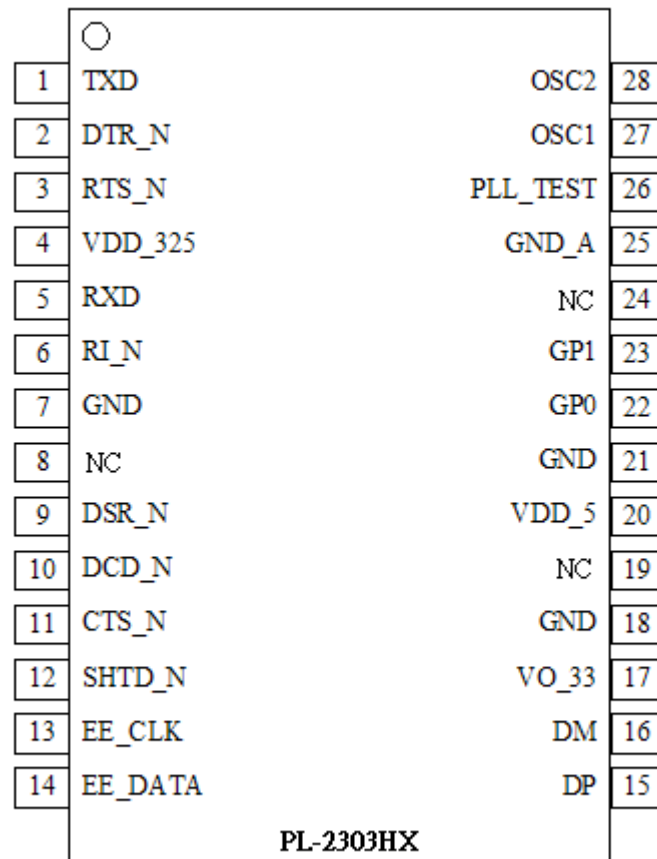 1 TXD OSC2 28
2 DTR_N OSC1 27
3 RTS_N PLL_TEST 26
4 VDD_325 GND_A 25
5 RXD NC 24
6 RI_N GP1 23
7 GND GP0 22
8 NC GND 21
9 DSR_N VDD_5 20
10 DCD_N NC 19
11 CTS_N GND 18
12 SHTD_N VO_33 17
13 EE_CLK DM 16
14 EE_DATA DP 15
PL-2303HX